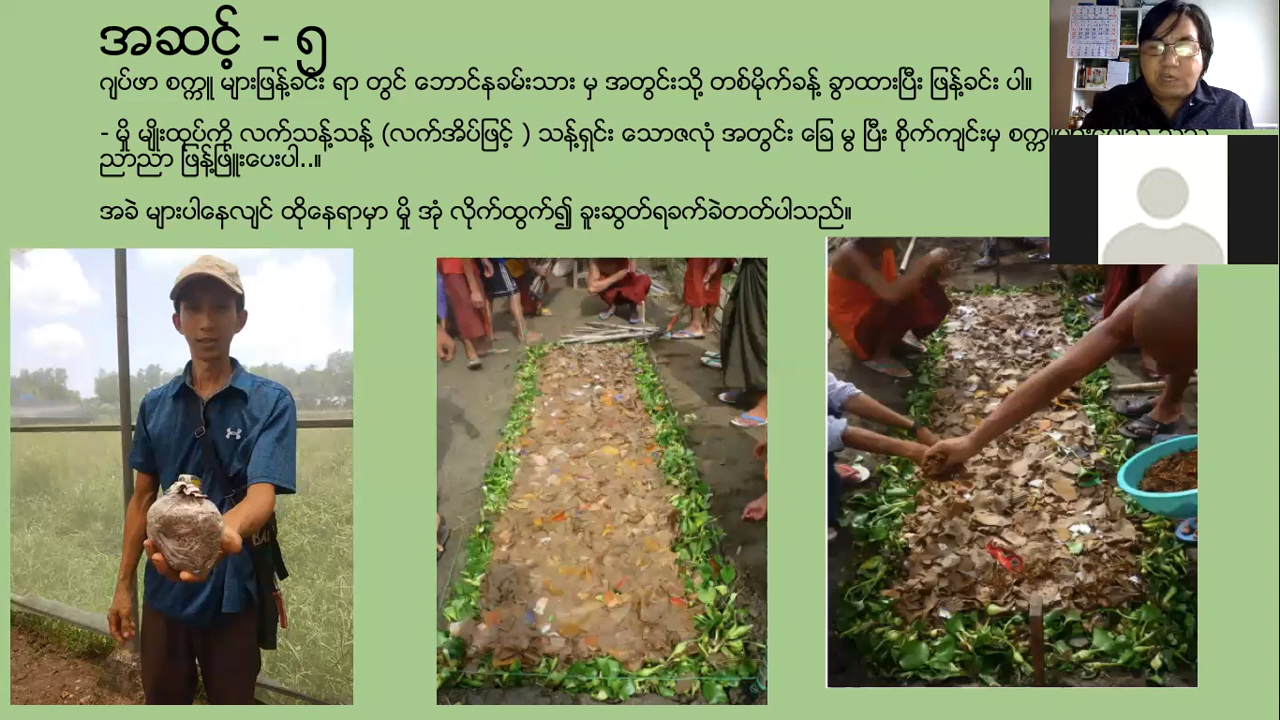 အဆင့် - ၅
ဂျပ်ဖာ စက္ကူ များဖြန့်ခင်း ရာ တွင် ဘောင်နခမ်းသား မှ အတွင်းသို့ တစ်မိုက်ခန့် ခွာထားပြီး ဖြန့်ခင်း ပါ။
- မှို မျိုးထုပ်ကို လက်သန့်သန့် (လက်အိပ်ဖြင့် ) သန့်ရှင်း သောဇလုံ အတွင်း ခြေ မွ ပြီး စိုက်ကျင်းမှ
ညာညာ ဖြန့်ဖြူးပေးပါ..။
အခဲ များပါနေလျင် ထိုနေရာမှာ မှို အုံ လိုက်ထွက်၍ ခူးဆွတ်ရခက်ခဲတတ်ပါသည်။